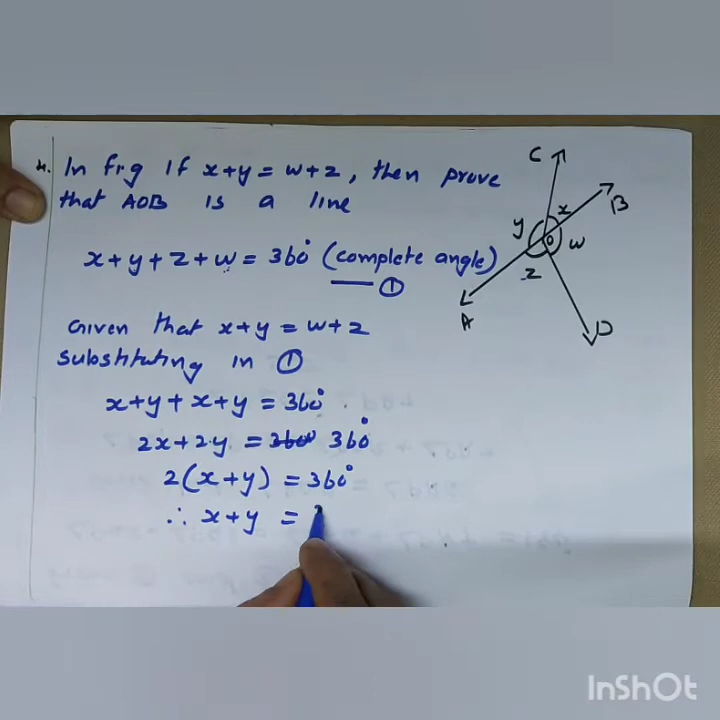 4. In fig If x+y = w+z, then prove
that AOB is a line
x+y+z+w = 360° (complete angle)
①
Given that x+y = w+z
substituting in ①
x+y+x+y = 360°
2x+2y = 360° 360°
2(x+y) = 360°
∴ x+y =
C
B
x
y
O
w
z
A
D
InShOt